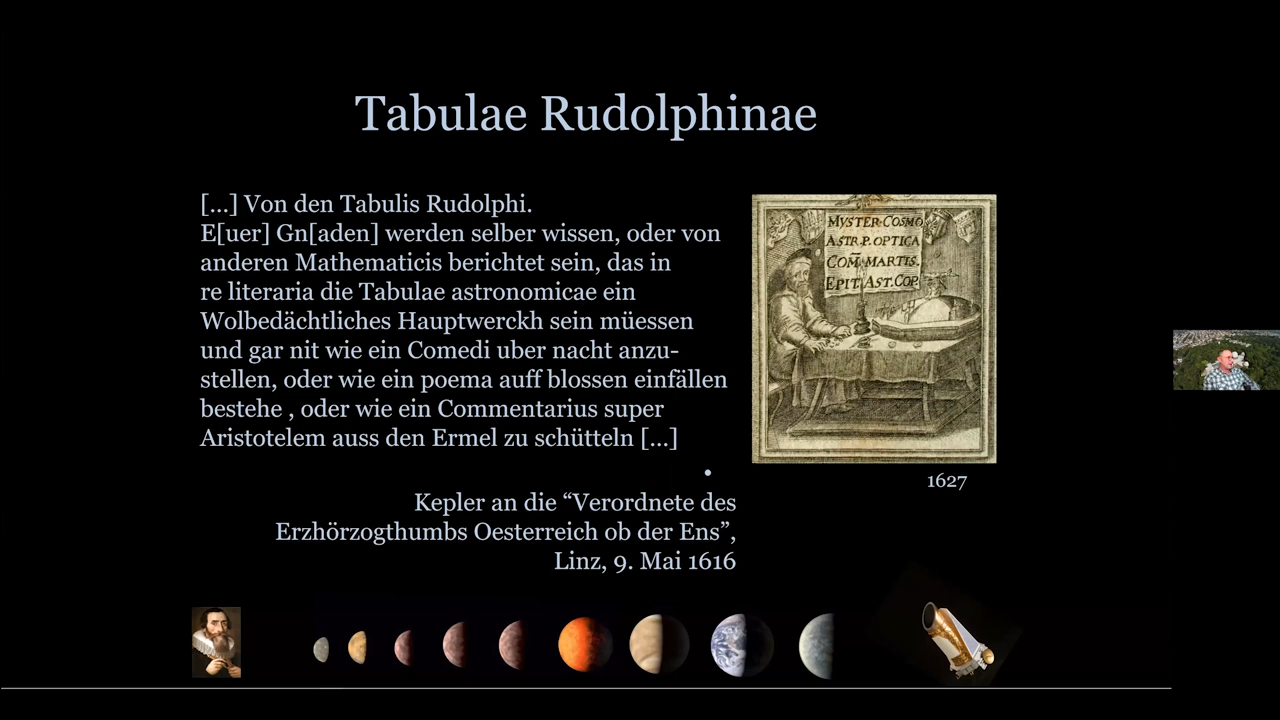 Tabulae Rudolphinae
[...] Von den Tabulis Rudolphi.
E[uer] Gn[aden] werden selber wissen, oder von
anderen Mathematicis berichtet sein, das in
re literaria die Tabulae astronomicae ein
Wolbedächtliches Hauptwerckh sein müessen
und gar nit wie ein Comedi uber nacht anzu-
stellen, oder wie ein poema auff blossen einfällen
bestehe , oder wie ein Commentarius super
Aristotelem auss den Ermel zu schütteln [...]
•
Kepler an die “Verordnete des
Erzhörzogthumbs Oesterreich ob der Ens”,
Linz, 9. Mai 1616
MYSTER·COSMO
ASTR.P.OPTICA
COM̅·MARTIS.
EPIT.AST.COP.
1627